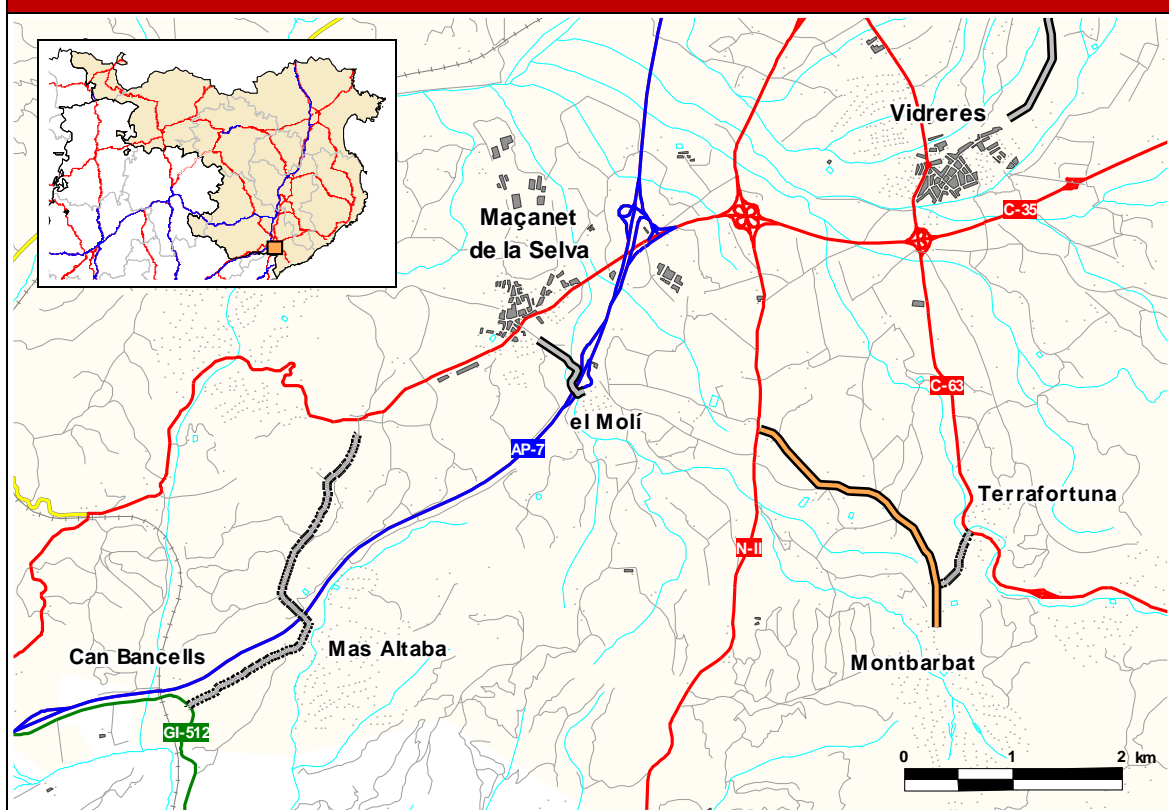 Vidreres
C-35
Maçanet
de la Selva
C-63
el Molí
AP-7
Terrafortuna
N-II
Mas Altaba
Can Bancells
Montbarbat
GI-512
0 1 2 km